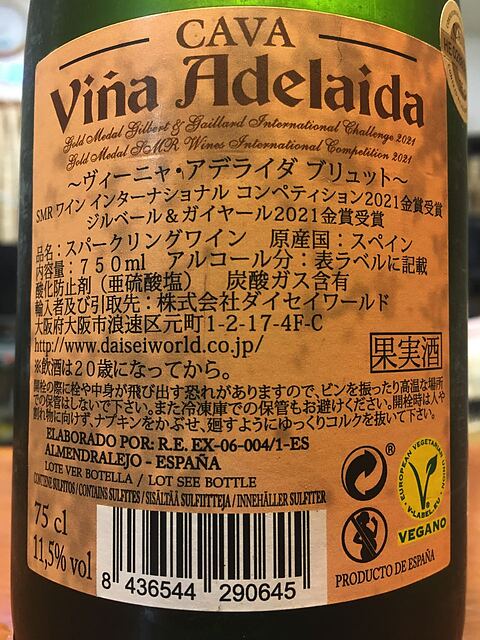 CAVA
Viña Adelaida
Gold Medal Gilbert & Gaillard International Challenge 2021
Gold Medal SMR Wines International Competition 2021
～ヴィーニャ・アデライダ ブリュット～
SMR ワイン インターナショナル コンペティション2021金賞受賞
ジルベール＆ガイヤール2021金賞受賞
品名：スパークリングワイン 原産国：スペイン
内容量：７５０ml アルコール分：表ラベルに記載
酸化防止剤（亜硫酸塩） 炭酸ガス含有
輸入者及び引取先：株式会社ダイセイワールド
大阪府大阪市浪速区元町1-2-17-4F-C
http://www.daiseiworld.co.jp/
※飲酒は20歳になってから。
果実酒
開栓の際に栓や中身が飛び出す恐れがありますので、ビンを振ったり高温な場所
での保管はしないで下さい。また冷凍庫での保管もお避けください。開栓時は人や
割れ物に向けず、ナプキンをかぶせ、廻すようにゆっくりコルクを抜いて下さい。
ELABORADO POR: R.E. EX-06-004/1-ES
ALMENDRALEJO - ESPAÑA
LOTE VER BOTELLA / LOT SEE BOTTLE
CONTIENE SULFITOS / CONTAINS SULFITES / SISÄLTÄÄ SULFIITTEJA / INNEHÅLLER SULFITER
75 cl
11,5% vol
8 436544 290645
®
EUROPEAN VEGETARIAN UNION
V-LABEL.EU
VEGANO
PRODUCTO DE ESPAÑA